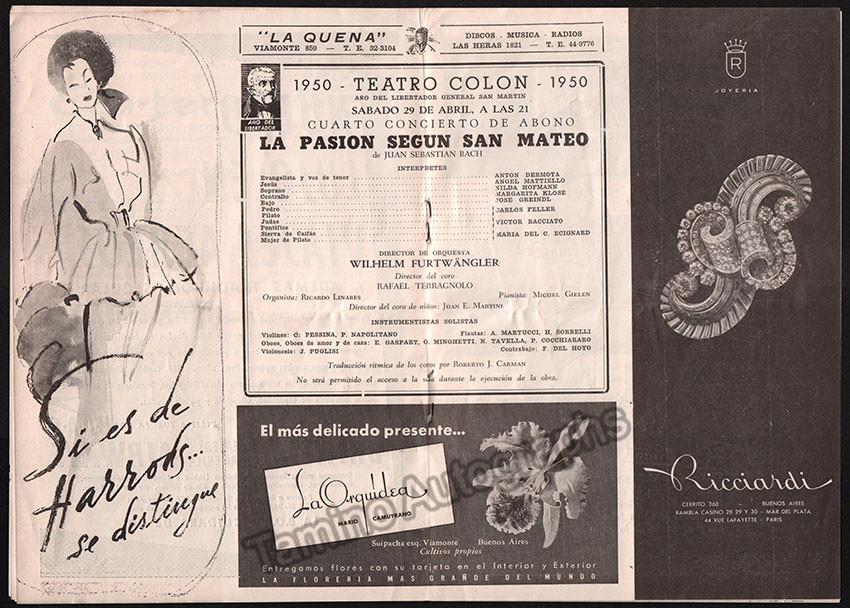 Si es de
Harrods...
se distingue
"LA QUENA"
VIAMONTE 859 — T. E. 32-3104
DISCOS - MUSICA - RADIOS
LAS HERAS 1821 — T. E. 44-9776
AÑO DEL
LIBERTADOR
1950 - TEATRO COLON - 1950
AÑO DEL LIBERTADOR GENERAL SAN MARTIN
SABADO 29 DE ABRIL, A LAS 21
CUARTO CONCIERTO DE ABONO
LA PASION SEGUN SAN MATEO
de JUAN SEBASTIAN BACH
INTERPRETES
Evangelista y voz de tenor ANTON DERMOTA
Jesús ANGEL MATTIELLO
Soprano NILDA HOFMANN
Contralto MARGARITA KLOSE
Bajo JOSE GREINDL
Pedro
Pilato CARLOS FELLER
Judas
Pontífice VICTOR BACCIATO
Sierva de Caifás
Mujer de Pilato MARIA DEL C. ECIGNARD
DIRECTOR DE ORQUESTA
WILHELM FURTWÄNGLER
Director del coro
RAFAEL TERRAGNOLO
Organista: RICARDO LINARES Pianista: MIGUEL GIELEN
Director del coro de niños: JUAN E. MARTINI
INSTRUMENTISTAS SOLISTAS
Violines: C. PESSINA, P. NAPOLITANO Flautas: A. MARTUCCI, H. SORBELLI
Oboes, Oboes de amor y de caza: E. GASPART, O. MINGHETTI, N. TAVELLA, P. COCCHIARARO
Violoncelo: J. PUGLISI Contrabajo: F. DEL HOYO
Traducción rítmica de los coros por ROBERTO J. CARMAN
No será permitido el acceso a la sala durante la ejecución de la obra.
El más delicado presente...
La Orquídea
MARIO CAMUYRANO
Suipacha esq. Viamonte Buenos Aires
Cultivos propios
Entregamos flores con su tarjeta en el Interior y Exterior
LA FLORERIA MAS GRANDE DEL MUNDO
R
JOYERIA
Ricciardi
CERRITO 360 — BUENOS AIRES
RAMBLA CASINO 28 29 Y 30 - MAR DEL PLATA
44 RUE LAFAYETTE - PARIS
Tamino Autographs